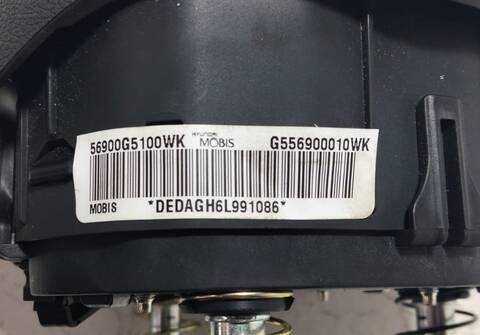 56900G5100WK HYUNDAI MOBIS G556900010WK
MOBIS *DEDAGH6L991086*